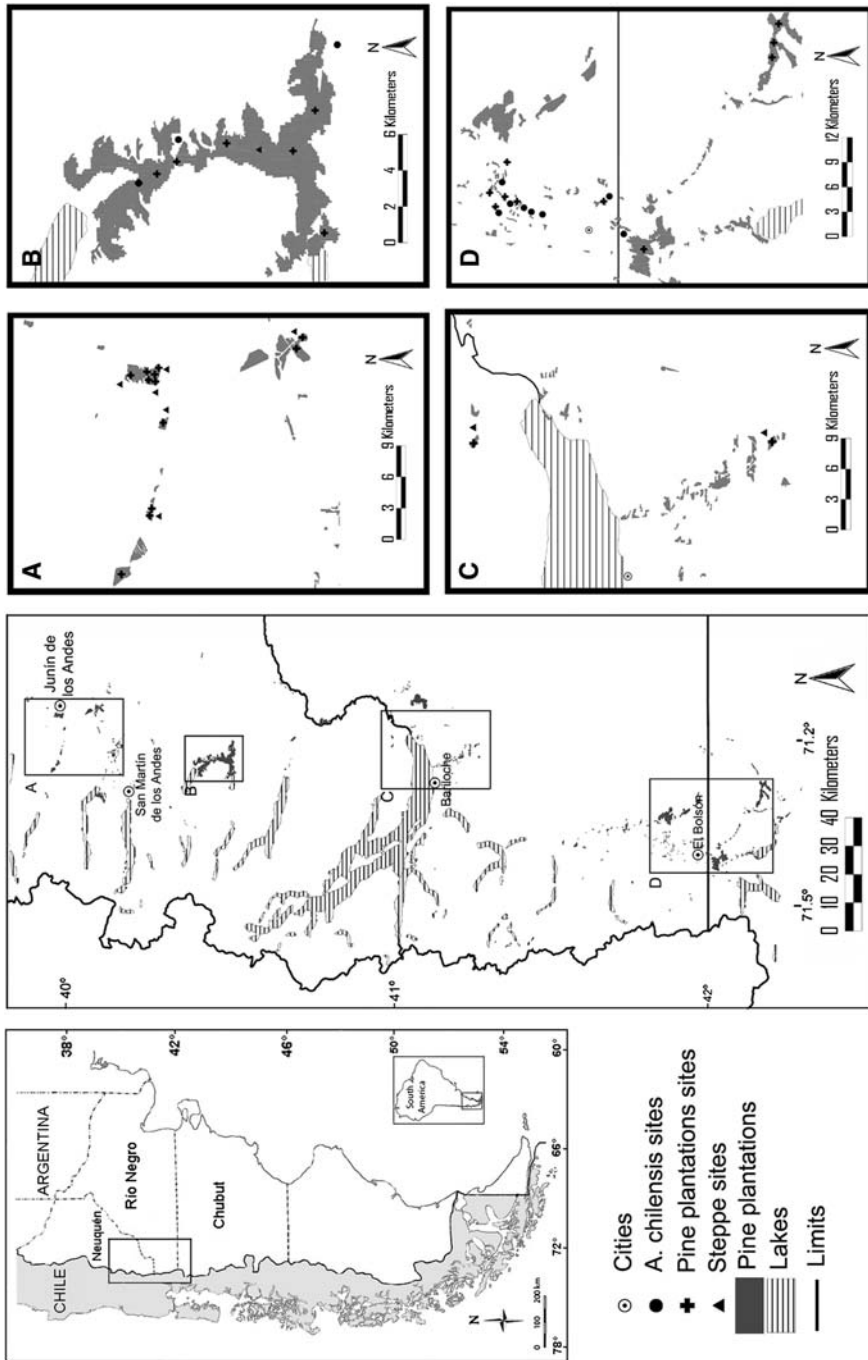 CHILE
ARGENTINA
Neuquén
Río Negro
Chubut
South
America
38°
42°
46°
50°
54°
78°
72°
66°
60°
N
0 100 200 km
Cities
A. chilensis sites
Pine plantations sites
Steppe sites
Pine plantations
Lakes
Limits
40°
41°
42°
71.5°
71.2°
A
Junín de
los Andes
San Martín
de los Andes
B
C
Bariloche
D
El Bolsón
0 10 20 30 40 Kilometers
N
A
N
0 3 6 9 Kilometers
B
N
0 2 4 6 Kilometers
C
N
0 3 6 9 Kilometers
D
N
0 3 6 9 12 Kilometers